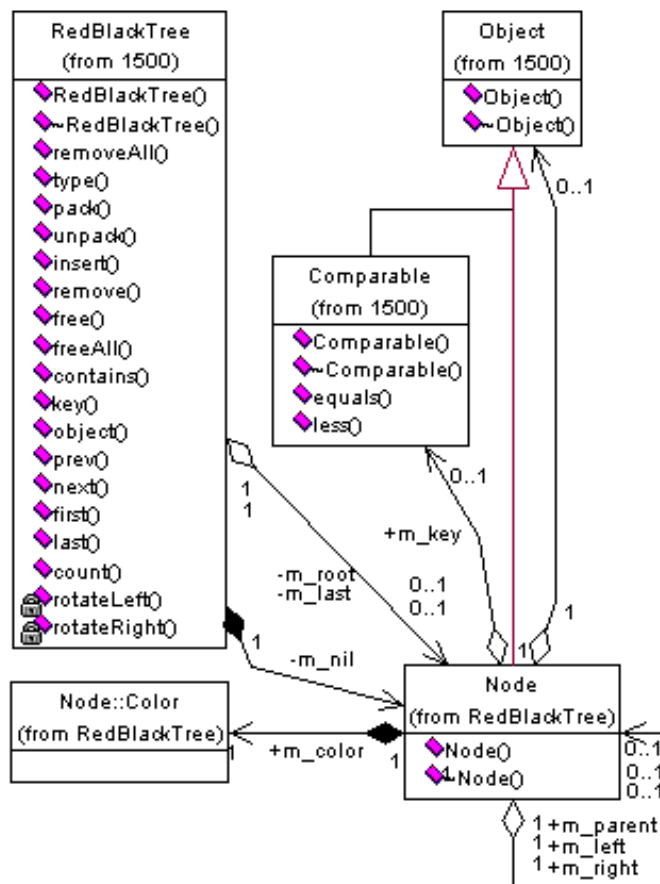 RedBlackTree
(from 1500)
RedBlackTree()
~RedBlackTree()
removeAll()
type()
pack()
unpack()
insert()
remove()
free()
freeAll()
contains()
key()
object()
prev()
next()
first()
last()
count()
rotateLeft()
rotateRight()
Object
(from 1500)
Object()
~Object()
0..1
Comparable
(from 1500)
Comparable()
~Comparable()
equals()
less()
0..1
+m_key
1
1
-m_root
-m_last
0..1
0..1
1
1
1
-m_nil
Node::Color
(from RedBlackTree)
1
+m_color
1
Node
(from RedBlackTree)
Node()
~Node()
1
0..1
0..1
0..1
1 +m_parent
1 +m_left
1 +m_right